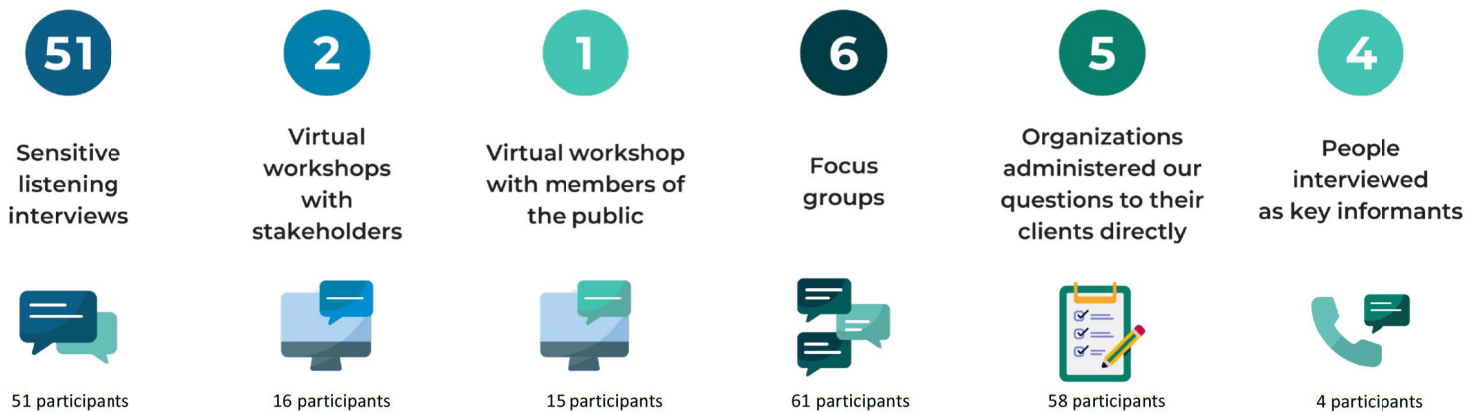 51
Sensitive
listening
interviews
51 participants
2
Virtual
workshops
with
stakeholders
16 participants
1
Virtual workshop
with members of
the public
15 participants
6
Focus
groups
61 participants
5
Organizations
administered our
questions to their
clients directly
58 participants
4
People
interviewed
as key informants
4 participants